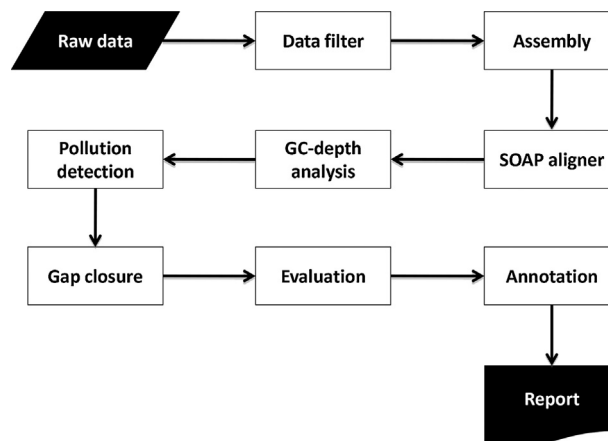 Raw data
Data filter
Assembly
SOAP aligner
GC-depth
analysis
Pollution
detection
Gap closure
Evaluation
Annotation
Report